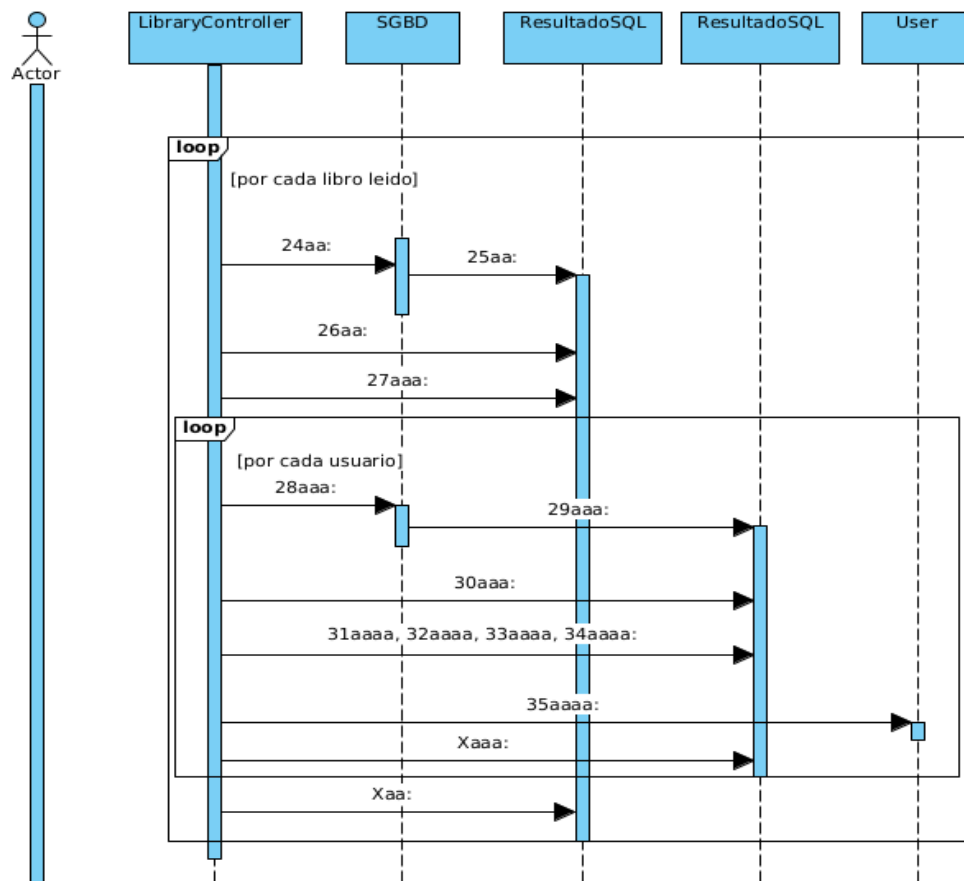 LibraryController
SGBD
ResultadoSQL
ResultadoSQL
User
Actor
loop
[por cada libro leido]
24aa:
25aa:
26aa:
27aaa:
loop
[por cada usuario]
28aaa:
29aaa:
30aaa:
31aaaa, 32aaaa, 33aaaa, 34aaaa:
35aaaa:
Xaaa:
Xaa: